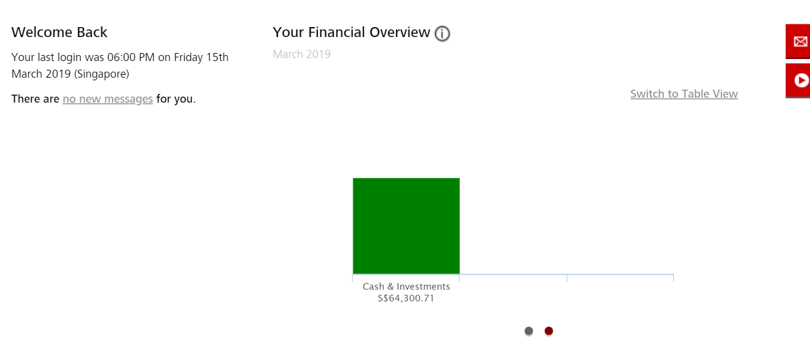 Welcome Back
Your last login was 06:00 PM on Friday 15th
March 2019 (Singapore)
There are no new messages for you.
Your Financial Overview
March 2019
Switch to Table View
Cash & Investments
S$64,300.71